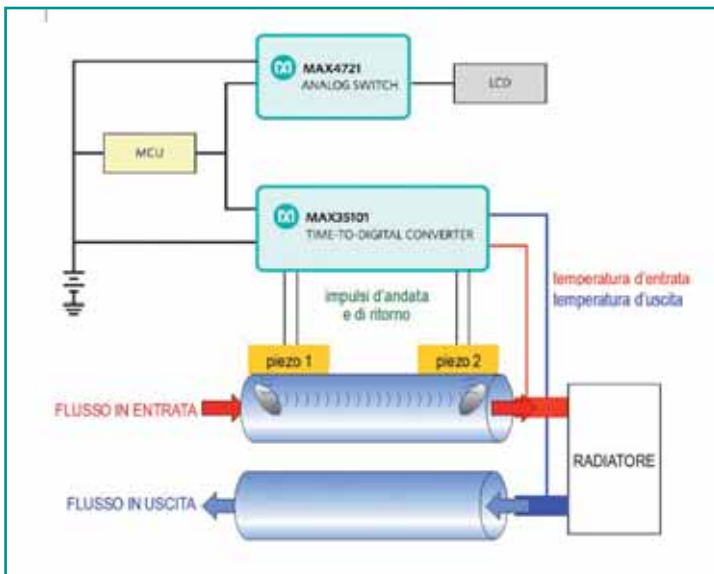 MAX4721
ANALOG SWITCH
LCD
MCU
MAX35101
TIME-TO-DIGITAL CONVERTER
temperatura d'entrata
temperatura d'uscita
impulsi d'andata
e di ritorno
piezo 1
piezo 2
FLUSSO IN ENTRATA
RADIATORE
FLUSSO IN USCITA